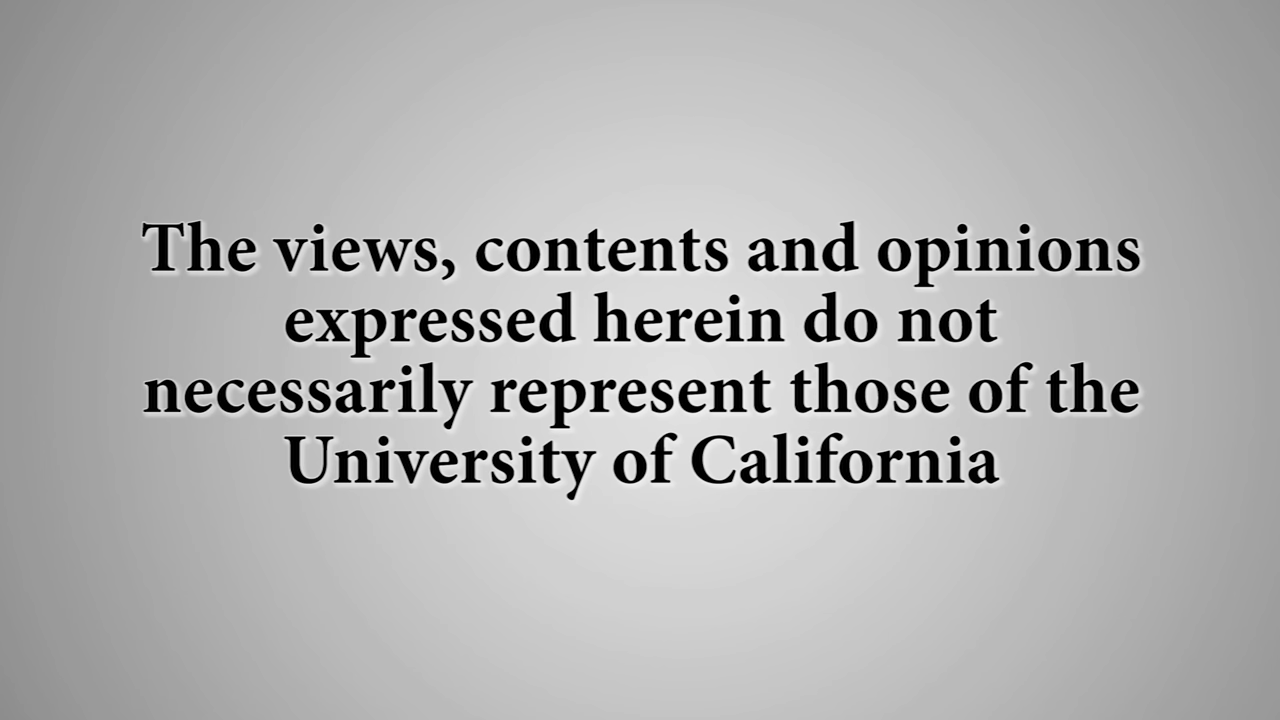 The views, contents and opinions
expressed herein do not
necessarily represent those of the
University of California